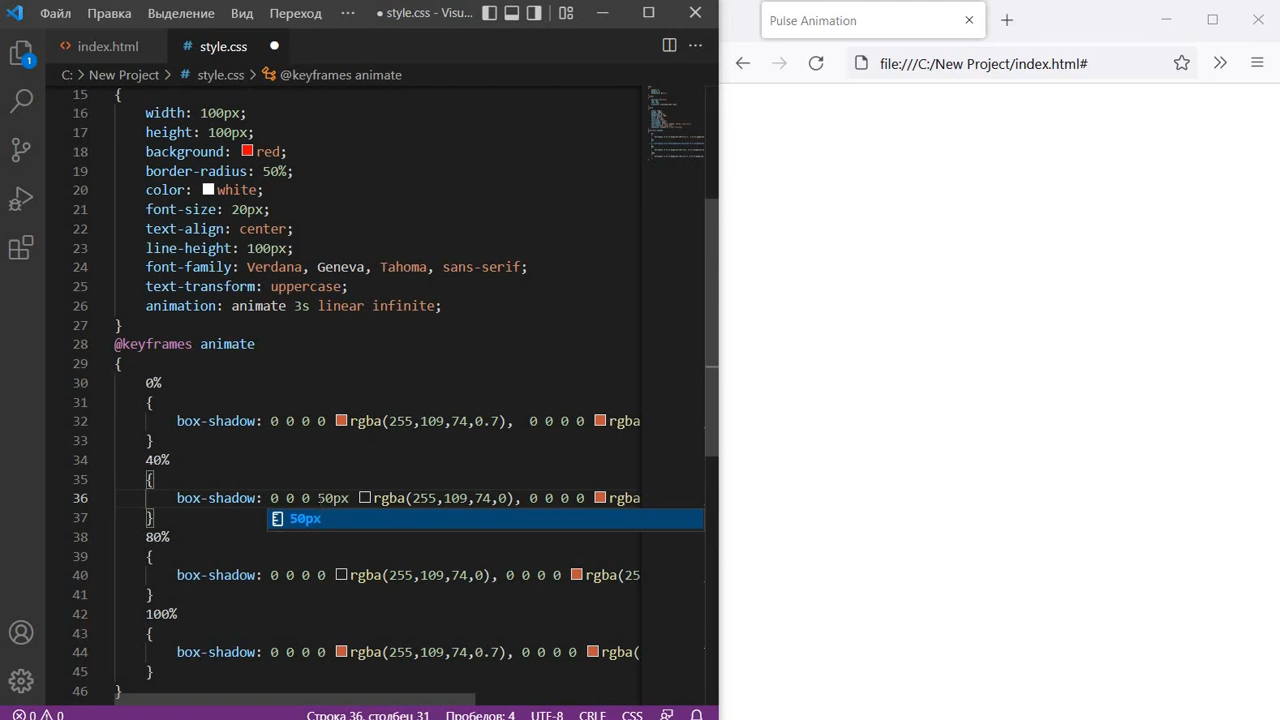 Файл Правка Выделение Вид Переход ··· ● style.css - Visu...
Pulse Animation
index.html
# style.css
C: > New Project > # style.css > @keyframes animate
file:///C:/New Project/index.html#
1
15 {
16 width: 100px;
17 height: 100px;
18 background: red;
19 border-radius: 50%;
20 color: white;
21 font-size: 20px;
22 text-align: center;
23 line-height: 100px;
24 font-family: Verdana, Geneva, Tahoma, sans-serif;
25 text-transform: uppercase;
26 animation: animate 3s linear infinite;
27 }
28 @keyframes animate
29 {
30 0%
31 {
32 box-shadow: 0 0 0 0 rgba(255,109,74,0.7), 0 0 0 0 rgba
33 }
34 40%
35 {
36 box-shadow: 0 0 0 50px rgba(255,109,74,0), 0 0 0 0 rgba
37 }
50px
38 80%
39 {
40 box-shadow: 0 0 0 0 rgba(255,109,74,0), 0 0 0 0 rgba(25
41 }
42 100%
43 {
44 box-shadow: 0 0 0 0 rgba(255,109,74,0.7), 0 0 0 0 rgba(
45 }
46 }
0 0 Строка 36, столбец 31 Пробелов: 4 UTF-8 CRLF CSS